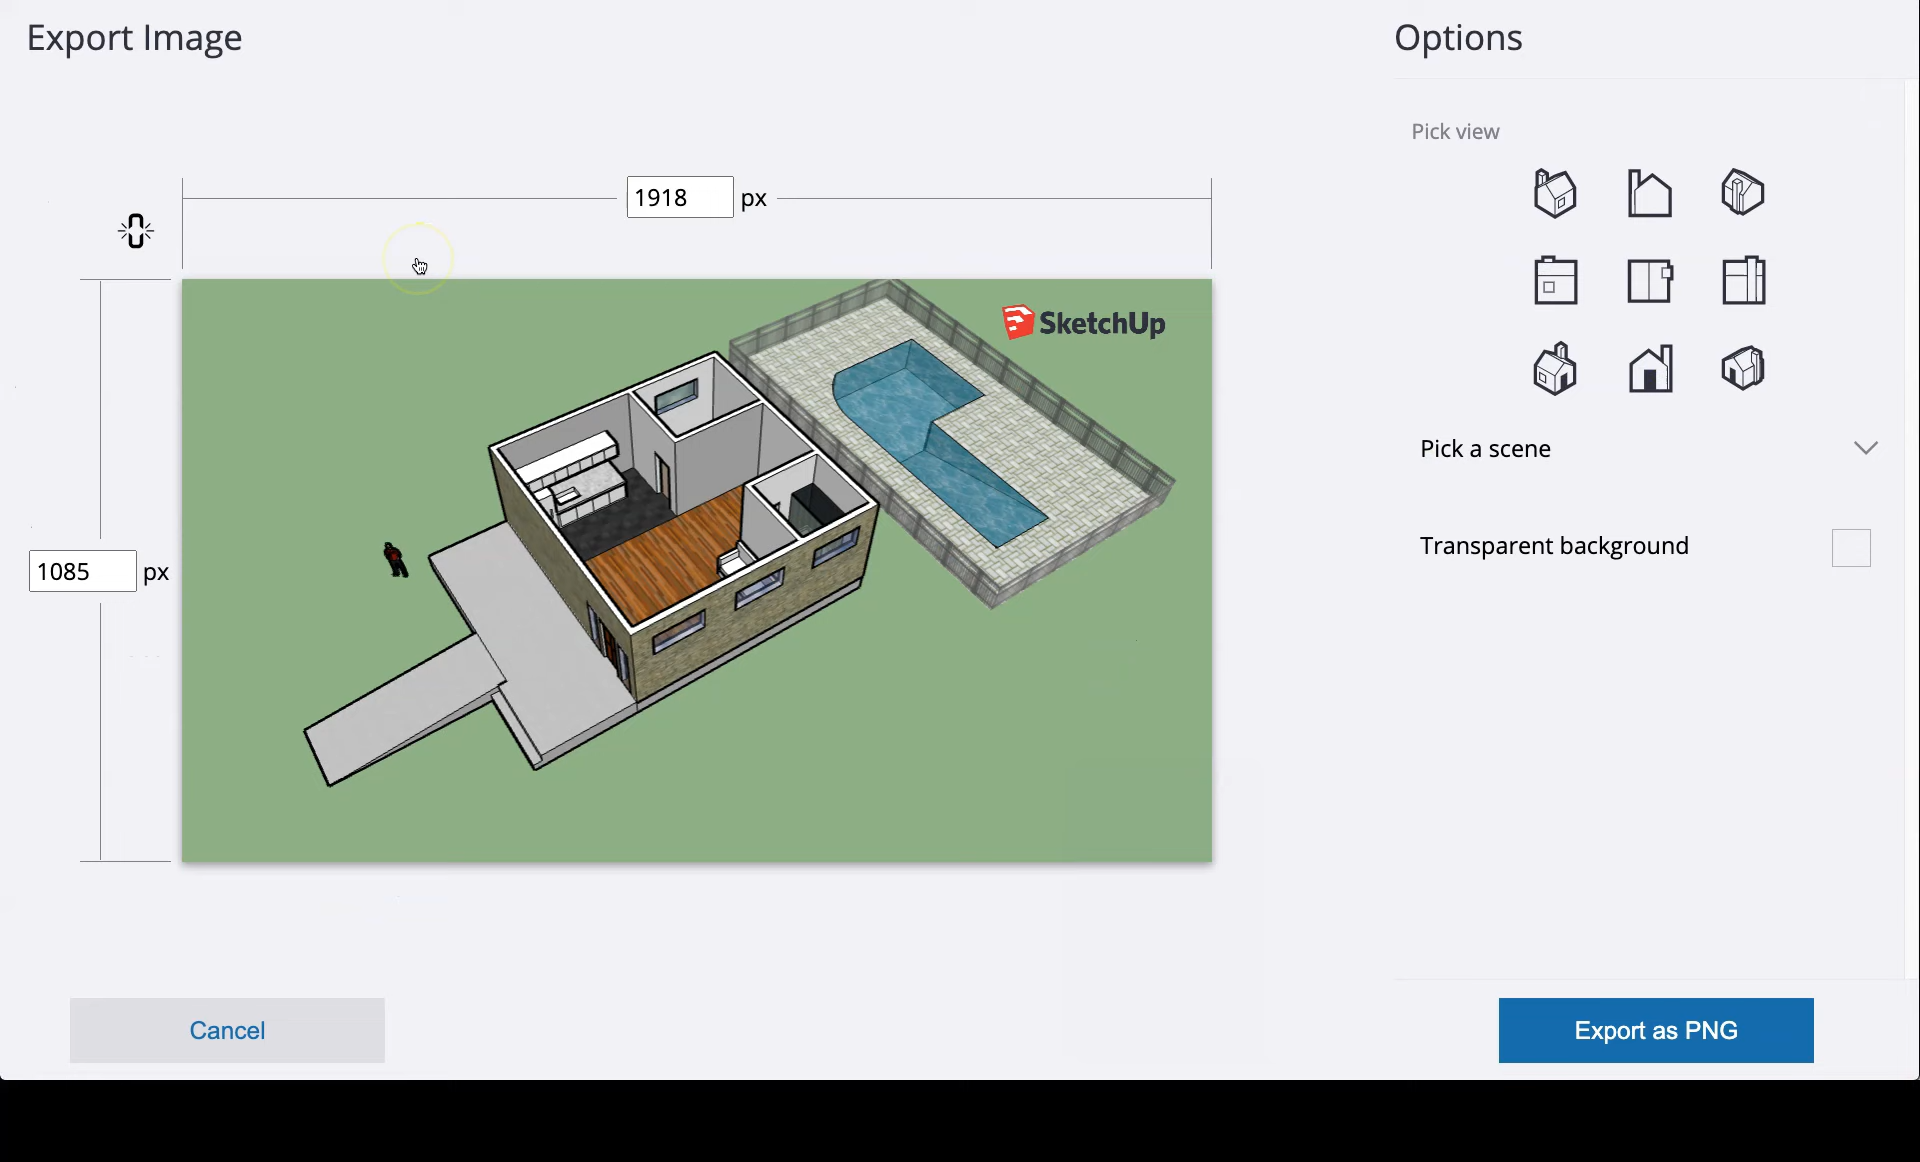 Export Image
Options
Pick view
1918 px
SketchUp
Pick a scene
Transparent background
1085 px
Cancel
Export as PNG